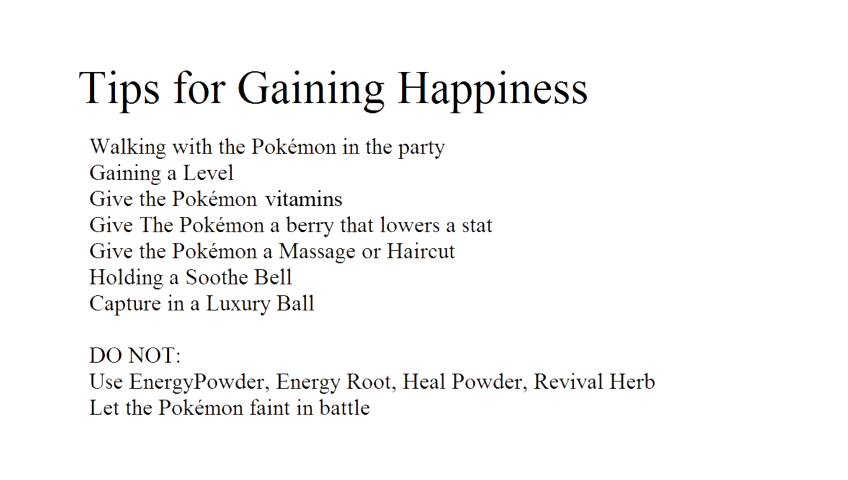 Tips for Gaining Happiness
Walking with the Pokémon in the party
Gaining a Level
Give the Pokémon vitamins
Give The Pokémon a berry that lowers a stat
Give the Pokémon a Massage or Haircut
Holding a Soothe Bell
Capture in a Luxury Ball
DO NOT:
Use EnergyPowder, Energy Root, Heal Powder, Revival Herb
Let the Pokémon faint in battle